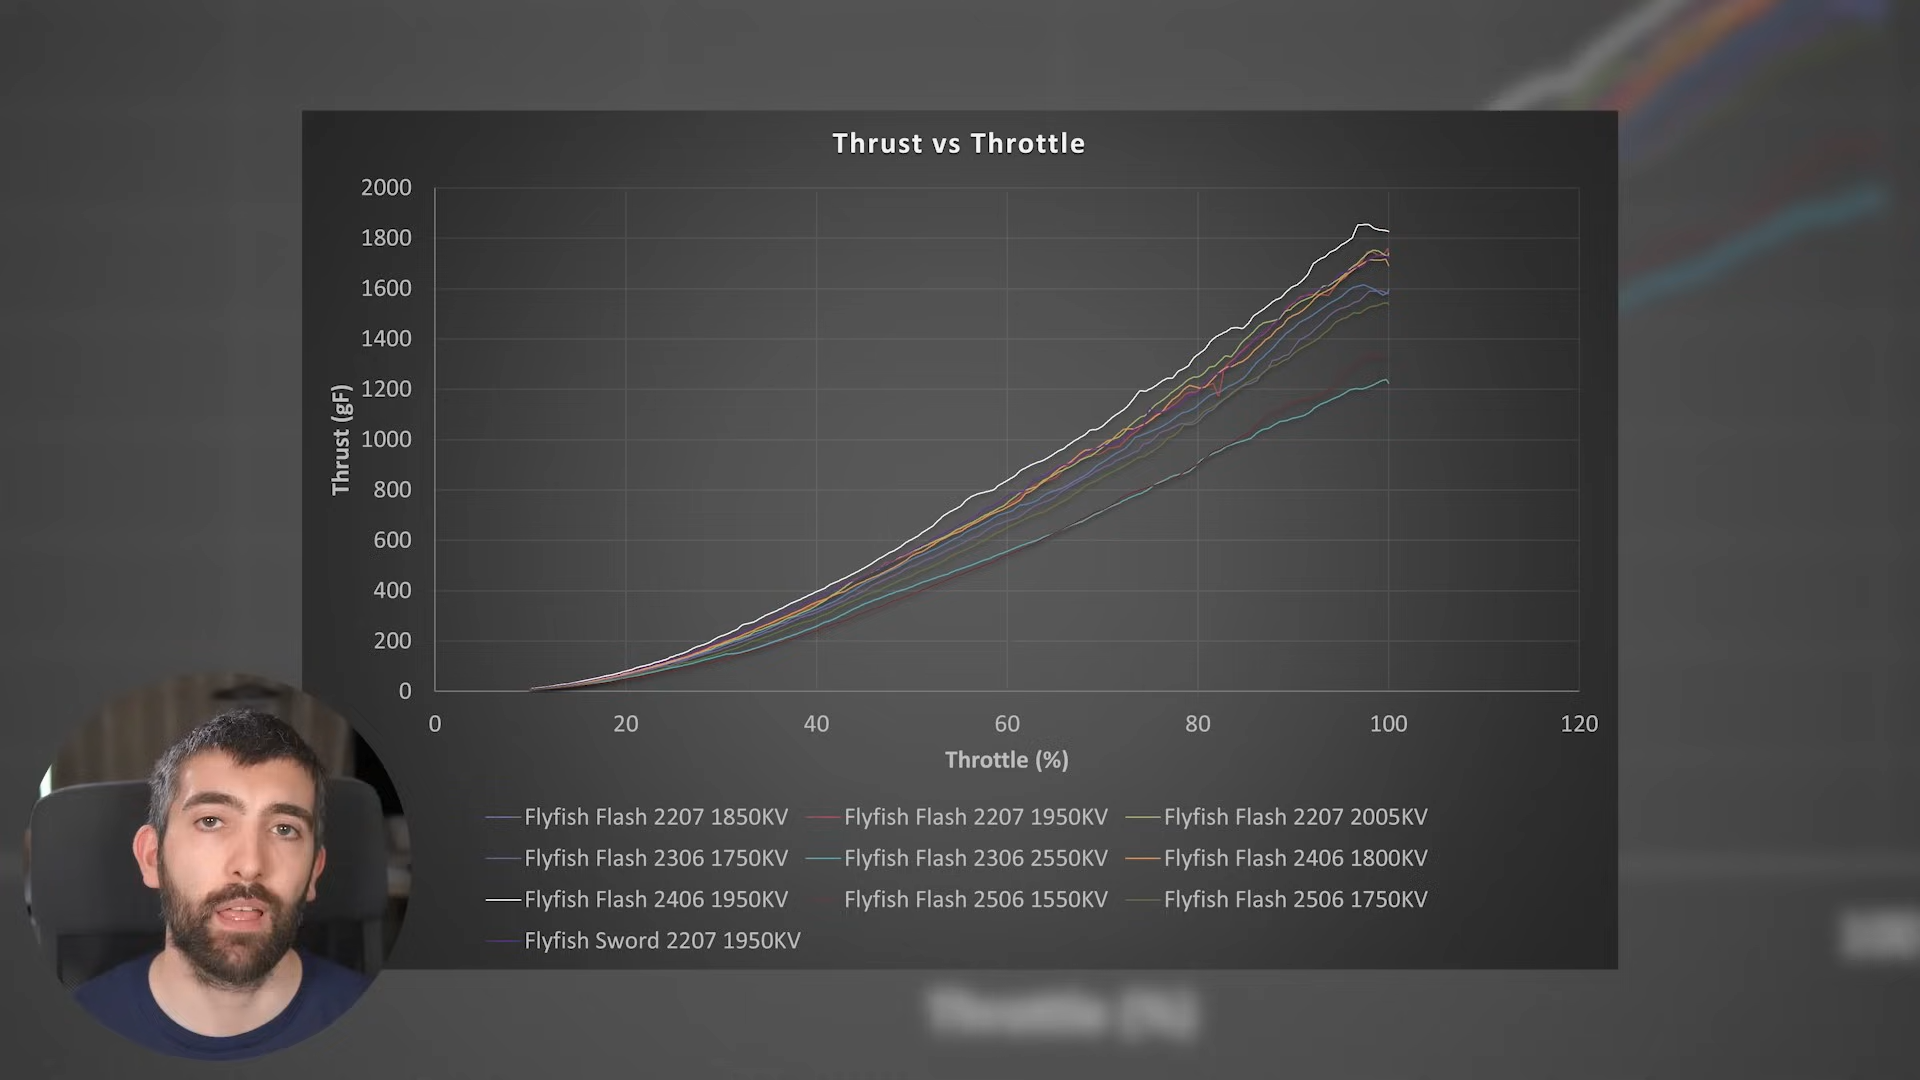 Thrust vs Throttle
2000
1800
1600
1400
1200
1000
800
600
400
200
0
Thrust (gF)
0 20 40 60 80 100 120
Throttle (%)
Flyfish Flash 2207 1850KV Flyfish Flash 2207 1950KV Flyfish Flash 2207 2005KV
Flyfish Flash 2306 1750KV Flyfish Flash 2306 2550KV Flyfish Flash 2406 1800KV
Flyfish Flash 2406 1950KV Flyfish Flash 2506 1550KV Flyfish Flash 2506 1750KV
Flyfish Sword 2207 1950KV
Throttle (%)